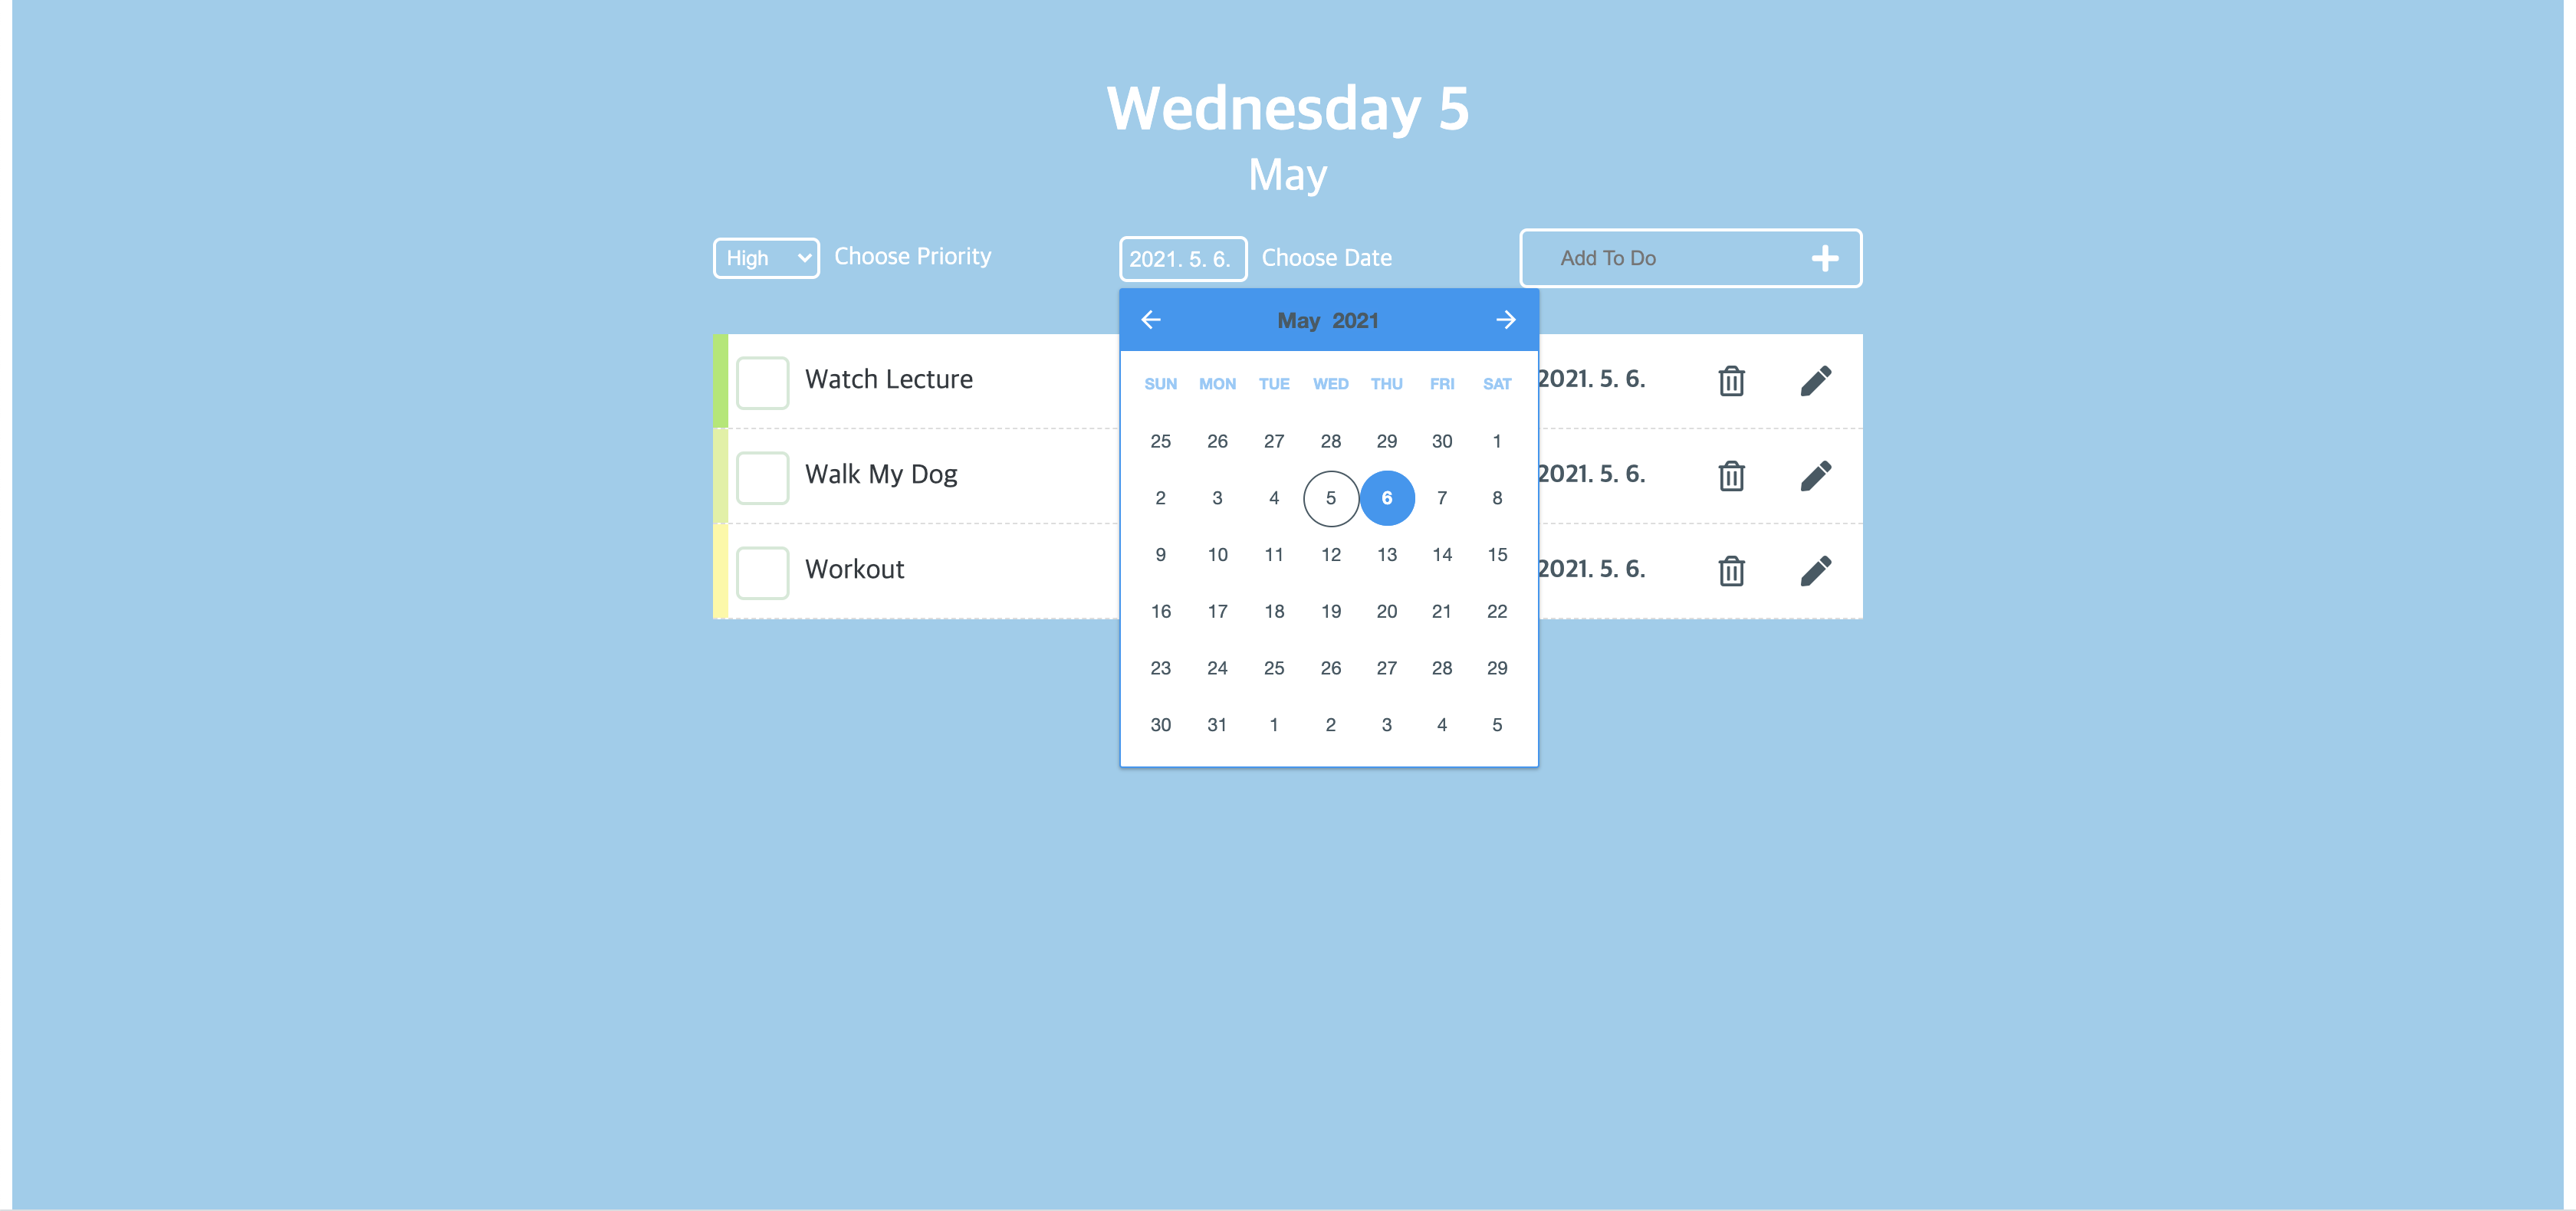 Wednesday 5
May
High Choose Priority 2021. 5. 6. Choose Date Add To Do
May 2021
SUN MON TUE WED THU FRI SAT
25 26 27 28 29 30 1
2 3 4 5 6 7 8
9 10 11 12 13 14 15
16 17 18 19 20 21 22
23 24 25 26 27 28 29
30 31 1 2 3 4 5
Watch Lecture 2021. 5. 6.
Walk My Dog 2021. 5. 6.
Workout 2021. 5. 6.